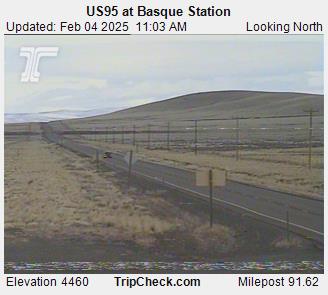 US95 at Basque Station
Updated: Feb 04 2025 11:03 AM Looking North
Elevation 4460 TripCheck.com Milepost 91.62